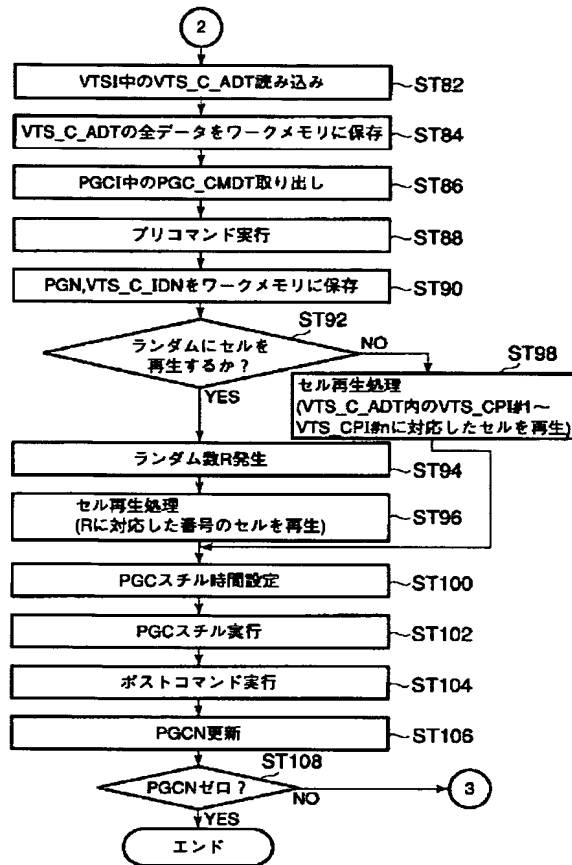 2
VTSI中のVTS_C_ADT読み込み
ST82
VTS_C_ADTの全データをワークメモリに保存
ST84
PGCI中のPGC_CMDT取り出し
ST86
プリコマンド実行
ST88
PGN,VTS_C_IDNをワークメモリに保存
ST90
ST92
ランダムにセルを
再生するか?
NO
YES
ST98
セル再生処理
(VTS_C_ADT内のVTS_CPI#1~
VTS_CPI#nに対応したセルを再生)
ランダム数R発生
ST94
セル再生処理
(Rに対応した番号のセルを再生)
ST96
PGCスチル時間設定
ST100
PGCスチル実行
ST102
ポストコマンド実行
ST104
PGCN更新
ST106
ST108
PGCNゼロ?
NO
3
YES
エンド